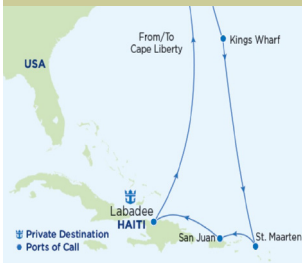 From/To
Cape Liberty
Kings Wharf
USA
Labadee
HAITI
San Juan
St. Maarten
Private Destination
Ports of Call